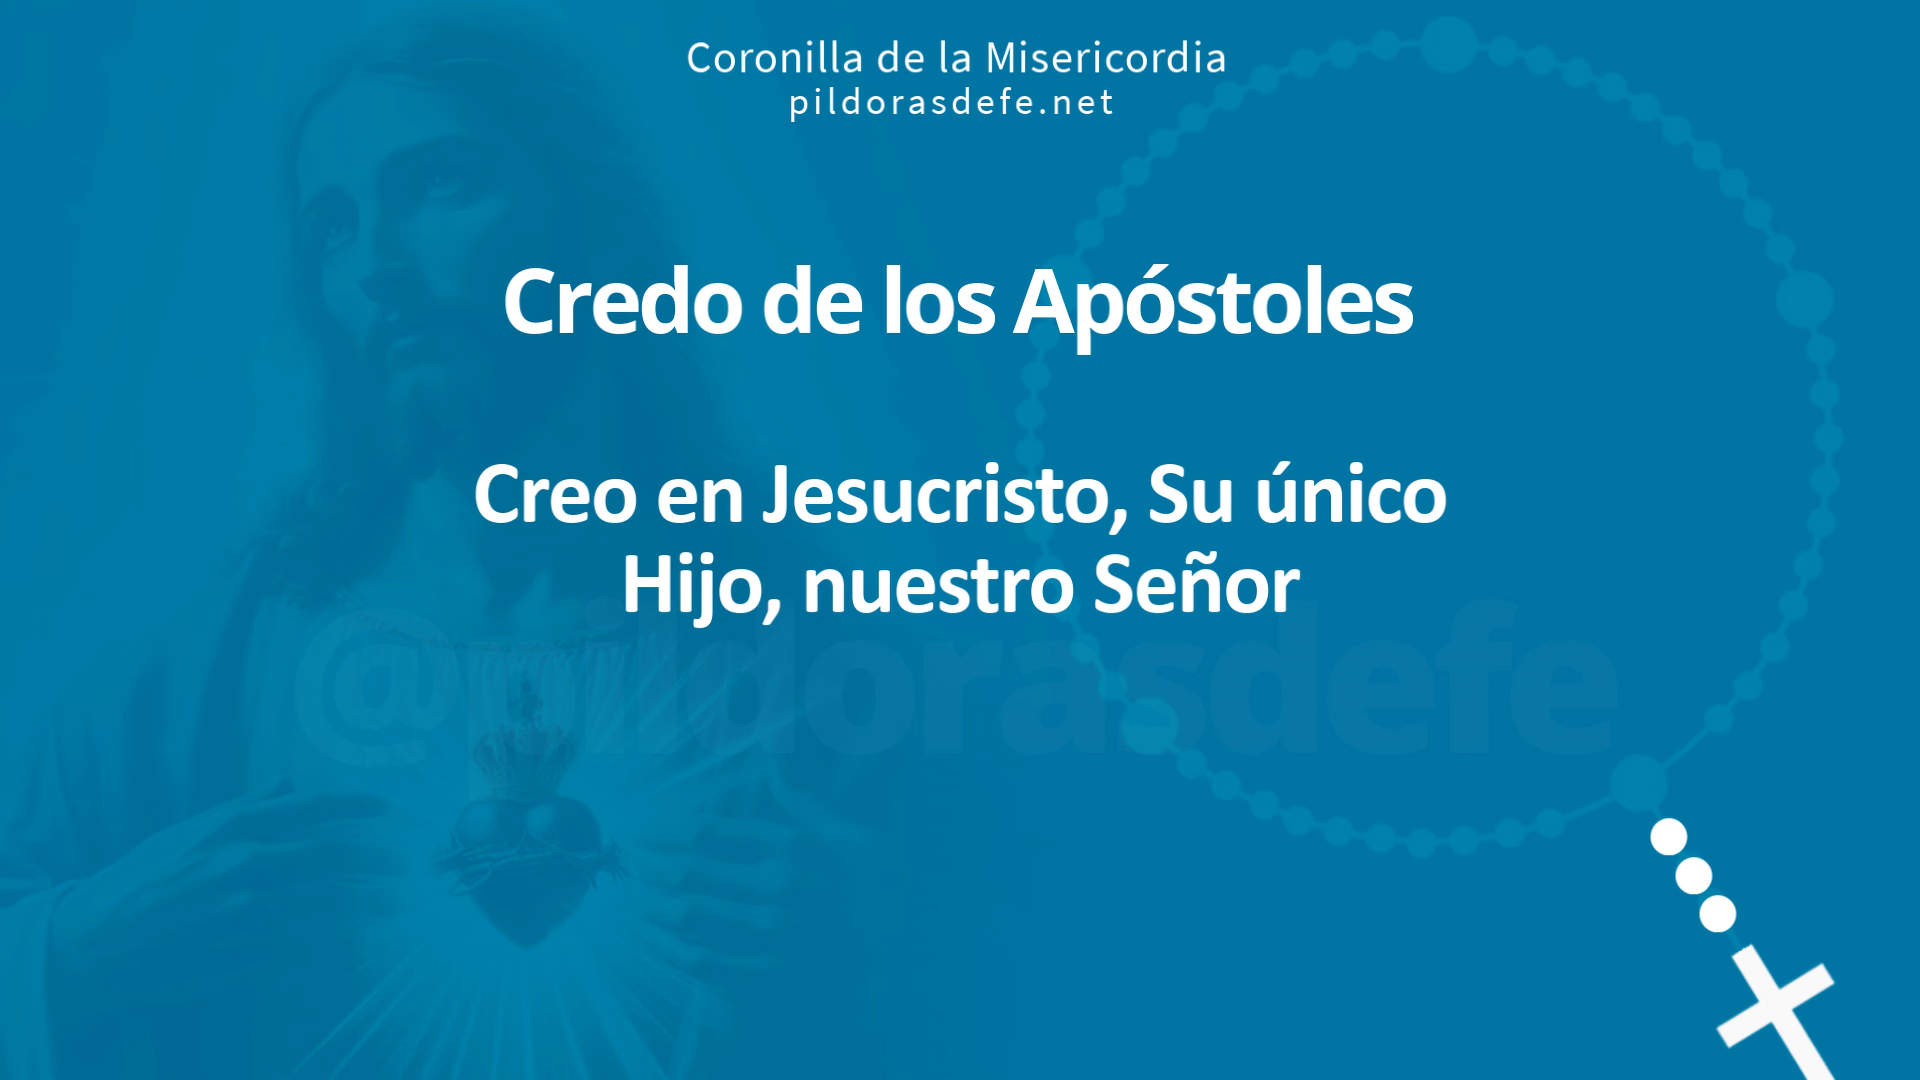 Coronilla de la Misericordia
pildorasdefe.net
Credo de los Apóstoles
Creo en Jesucristo, Su único
Hijo, nuestro Señor
@pildorasdefe